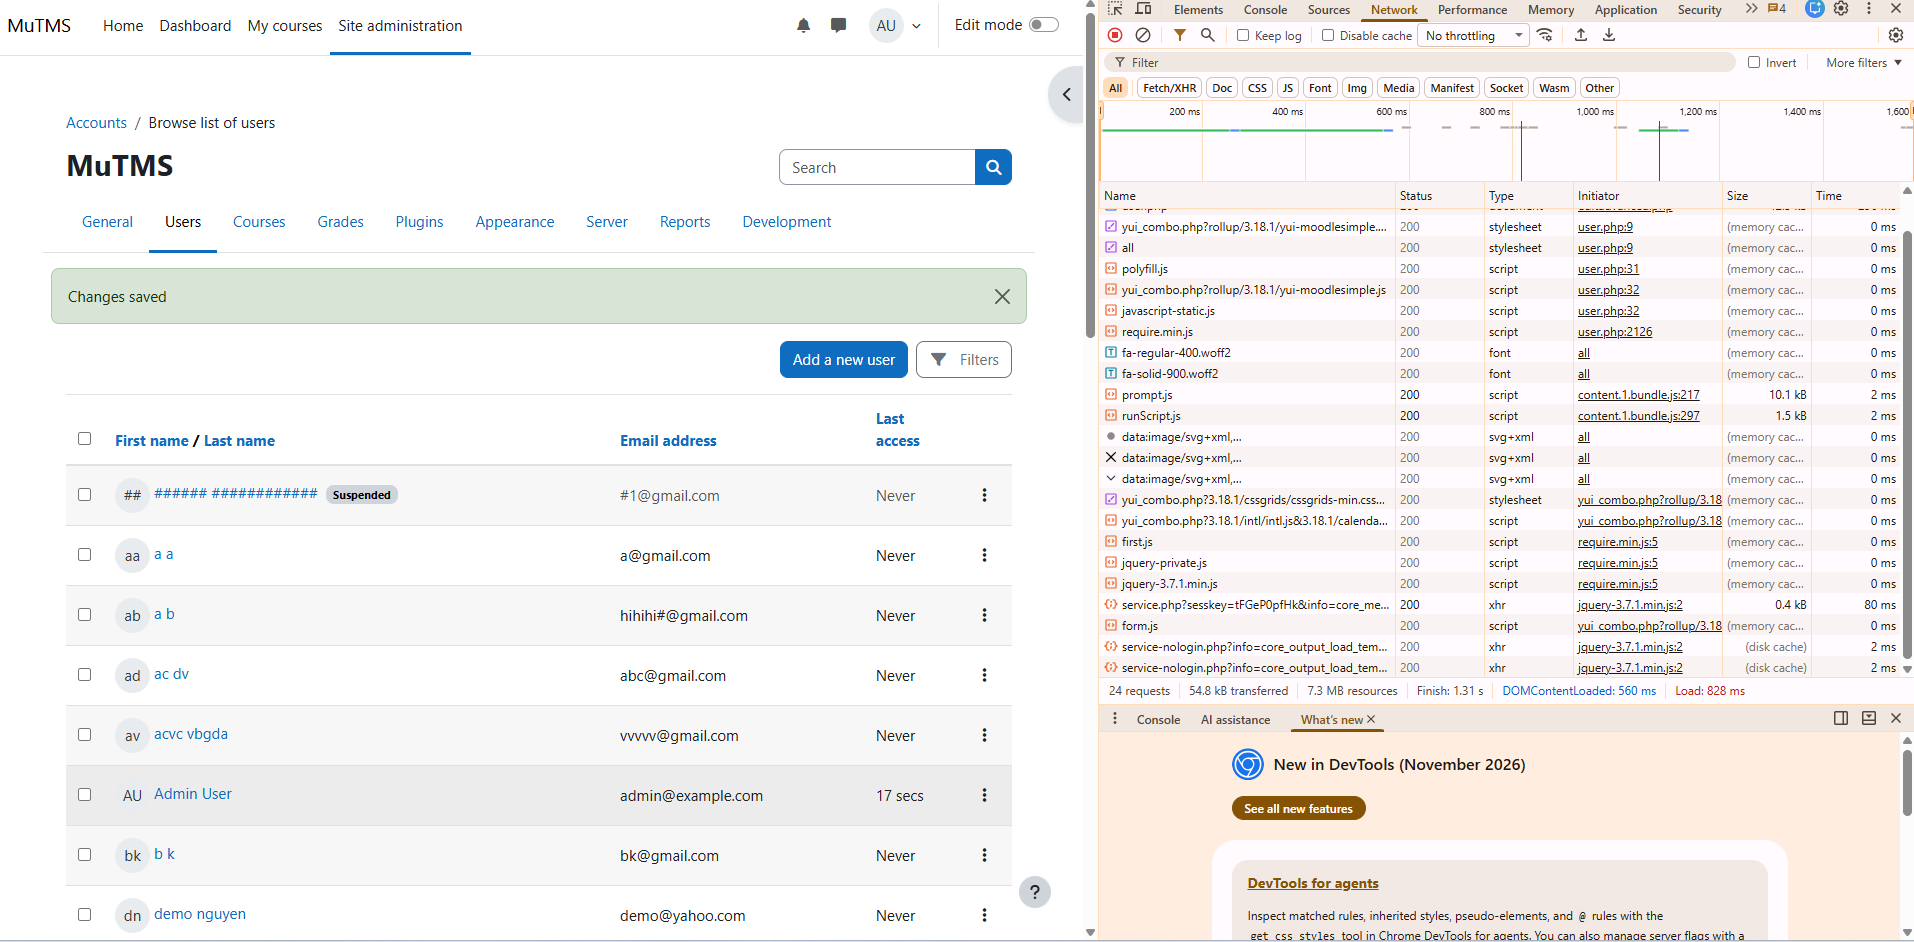 MuTMS Home Dashboard My courses Site administration AU Edit mode
Accounts / Browse list of users
MuTMS
Search
General Users Courses Grades Plugins Appearance Server Reports Development
Changes saved
Add a new user Filters
First name / Last name Email address Last access
## ###### ############ Suspended #1@gmail.com Never
aa a a a@gmail.com Never
ab a b hihihi#@gmail.com Never
ad ac dv abc@gmail.com Never
av acvc vbgda vvvvv@gmail.com Never
AU Admin User admin@example.com 17 secs
bk b k bk@gmail.com Never
dn demo nguyen demo@yahoo.com Never
?
Elements Console Sources Network Performance Memory Application Security 4
Keep log Disable cache No throttling
Filter Invert More filters
All Fetch/XHR Doc CSS JS Font Img Media Manifest Socket Wasm Other
200 ms 400 ms 600 ms 800 ms 1,000 ms 1,200 ms 1,400 ms 1,600
Name Status Type Initiator Size Time
yui_combo.php?rollup/3.18.1/yui-moodlesimple.... 200 stylesheet user.php:9 (memory cac... 0 ms
all 200 stylesheet user.php:9 (memory cac... 0 ms
polyfill.js 200 script user.php:31 (memory cac... 0 ms
yui_combo.php?rollup/3.18.1/yui-moodlesimple.js 200 script user.php:32 (memory cac... 0 ms
javascript-static.js 200 script user.php:32 (memory cac... 0 ms
require.min.js 200 script user.php:2126 (memory cac... 0 ms
fa-regular-400.woff2 200 font all (memory cac... 0 ms
fa-solid-900.woff2 200 font all (memory cac... 0 ms
prompt.js 200 script content.1.bundle.js:217 10.1 kB 2 ms
runScript.js 200 script content.1.bundle.js:297 1.5 kB 2 ms
data:image/svg+xml,... 200 svg+xml all (memory cac... 0 ms
data:image/svg+xml,... 200 svg+xml all (memory cac... 0 ms
data:image/svg+xml,... 200 svg+xml all (memory cac... 0 ms
yui_combo.php?3.18.1/cssgrids/cssgrids-min.css... 200 stylesheet yui_combo.php?rollup/3.18 (memory cac... 0 ms
yui_combo.php?3.18.1/intl/intl.js&3.18.1/calenda... 200 script yui_combo.php?rollup/3.18 (memory cac... 0 ms
first.js 200 script require.min.js:5 (memory cac... 0 ms
jquery-private.js 200 script require.min.js:5 (memory cac... 0 ms
jquery-3.7.1.min.js 200 script require.min.js:5 (memory cac... 0 ms
service.php?sesskey=tFGeP0pfHk&info=core_me... 200 xhr jquery-3.7.1.min.js:2 0.4 kB 80 ms
form.js 200 script yui_combo.php?rollup/3.18 (memory cac... 0 ms
service-nologin.php?info=core_output_load_tem... 200 xhr jquery-3.7.1.min.js:2 (disk cache) 2 ms
service-nologin.php?info=core_output_load_tem... 200 xhr jquery-3.7.1.min.js:2 (disk cache) 2 ms
24 requests 54.8 kB transferred 7.3 MB resources Finish: 1.31 s DOMContentLoaded: 560 ms Load: 828 ms
Console AI assistance What's new
New in DevTools (November 2026)
See all new features
DevTools for agents
Inspect matched rules, inherited styles, pseudo-elements, and @ rules with the
get_css_styles tool in Chrome DevTools for agents. You can also manage server flags with a